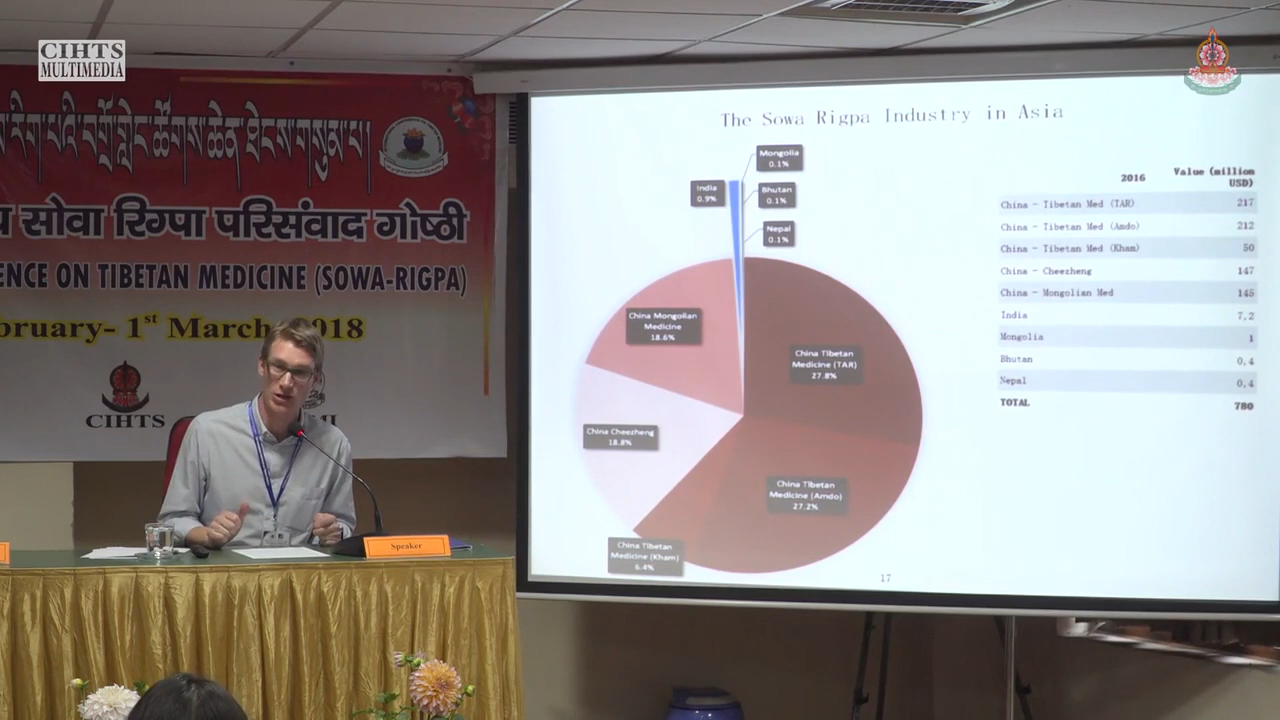 CIHTS
MULTIMEDIA
རིག་པའི་བགྲོ་གླེང་ཚོགས་ཆེན་ཐེངས་གསུམ་པ།
सोवा रिग्पा परिसंवाद गोष्ठी
ENCE ON TIBETAN MEDICINE (SOWA-RIGPA)
bruary- 1st March 2018
CIHTS
Speaker
The Sowa Rigpa Industry in Asia
Mongolia
0.1%
India
0.9%
Bhutan
0.1%
Nepal
0.1%
China Mongolian
Medicine
18.6%
China Tibetan
Medicine (TAR)
27.8%
China Cheezheng
18.8%
China Tibetan
Medicine (Amdo)
27.2%
China Tibetan
Medicine (Kham)
6.4%
2016 Value (million
USD)
China - Tibetan Med (TAR) 217
China - Tibetan Med (Amdo) 212
China - Tibetan Med (Kham) 50
China - Cheezheng 147
China - Mongolian Med 145
India 7,2
Mongolia 1
Bhutan 0,4
Nepal 0,4
TOTAL 780
17